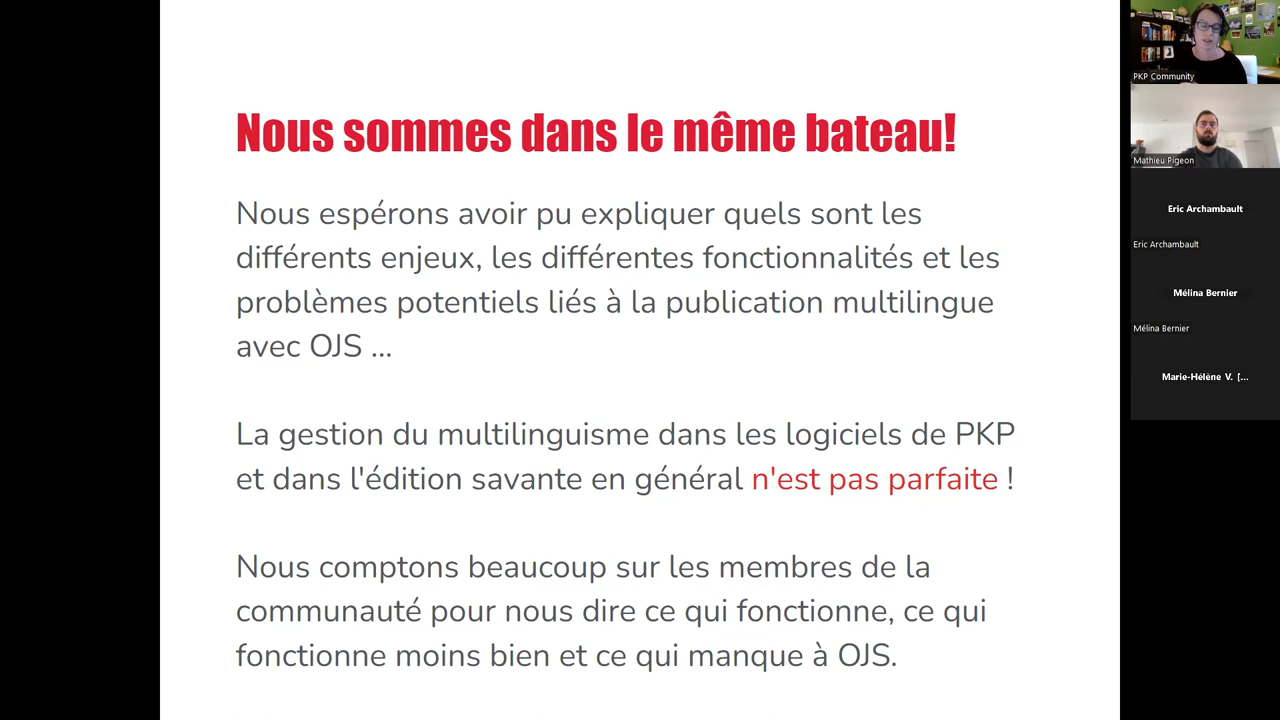 Nous sommes dans le même bateau!
Nous espérons avoir pu expliquer quels sont les
différents enjeux, les différentes fonctionnalités et les
problèmes potentiels liés à la publication multilingue
avec OJS ...
La gestion du multilinguisme dans les logiciels de PKP
et dans l'édition savante en général n'est pas parfaite !
Nous comptons beaucoup sur les membres de la
communauté pour nous dire ce qui fonctionne, ce qui
fonctionne moins bien et ce qui manque à OJS.
PKP Community
Mathieu Pigeon
Eric Archambault
Eric Archambault
Mélina Bernier
Mélina Bernier
Marie-Hélène V. [...